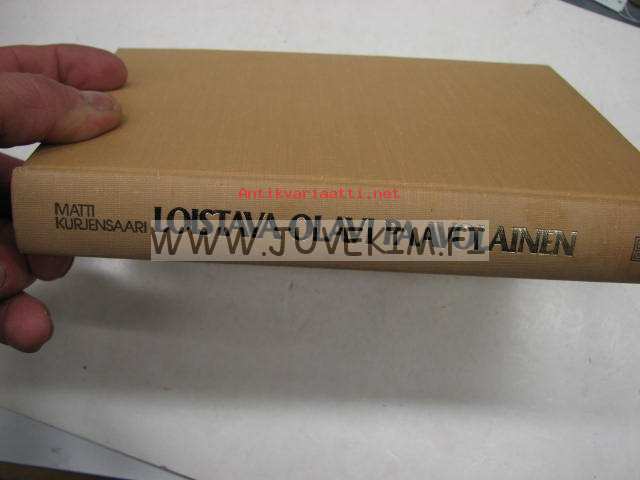 Antikvariaatti.net
MATTI
KURJENSAARI
LOISTAVA OLAVI PAAVOLAINEN
WWW.JUVEKIM.FI